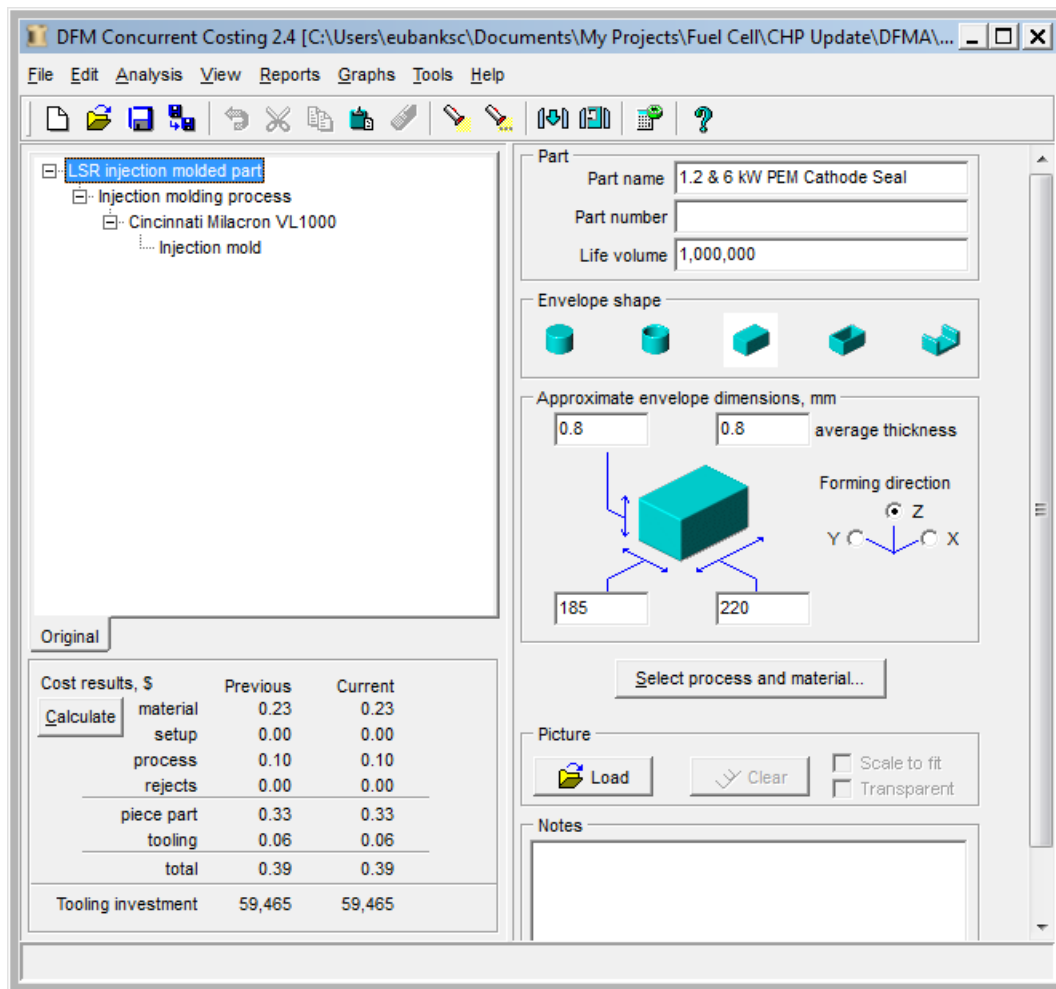 DFM Concurrent Costing 2.4 [C:\Users\eubanksc\Documents\My Projects\Fuel Cell\CHP Update\DFMA\...
File Edit Analysis View Reports Graphs Tools Help
LSR injection molded part
Injection molding process
Cincinnati Milacron VL1000
Injection mold
Original
Cost results, $ Previous Current
Calculate
material 0.23 0.23
setup 0.00 0.00
process 0.10 0.10
rejects 0.00 0.00
piece part 0.33 0.33
tooling 0.06 0.06
total 0.39 0.39
Tooling investment 59,465 59,465
Part
Part name 1.2 & 6 kW PEM Cathode Seal
Part number
Life volume 1,000,000
Envelope shape
Approximate envelope dimensions, mm
0.8 0.8 average thickness
Forming direction
Z
Y X
185 220
Select process and material...
Picture
Load Clear Scale to fit
Transparent
Notes